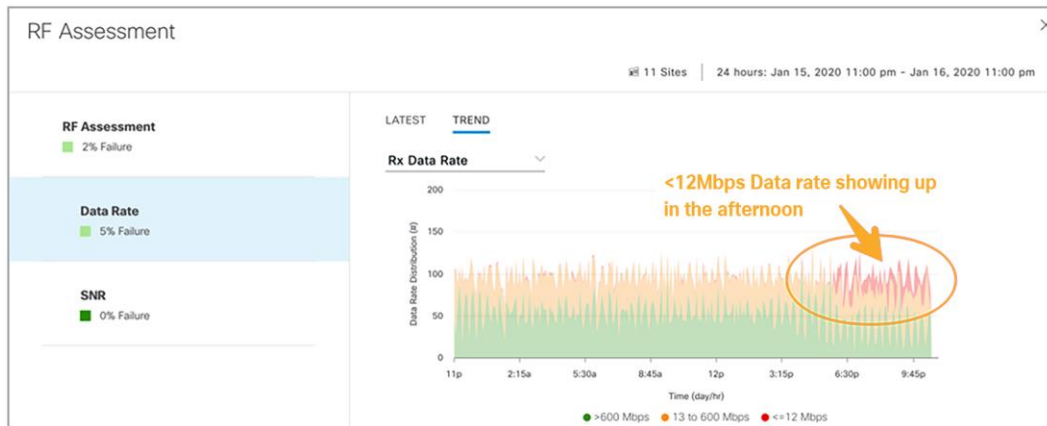 RF Assessment
11 Sites
24 hours: Jan 15, 2020 11:00 pm - Jan 16, 2020 11:00 pm
RF Assessment
2% Failure
Data Rate
5% Failure
SNR
0% Failure
LATEST TREND
Rx Data Rate
<12Mbps Data rate showing up
in the afternoon
Data Rate Distribution (#)
200
150
100
50
0
11p 2:15a 5:30a 8:45a 12p 3:15p 6:30p 9:45p
Time (day/hr)
>600 Mbps 13 to 600 Mbps <=12 Mbps